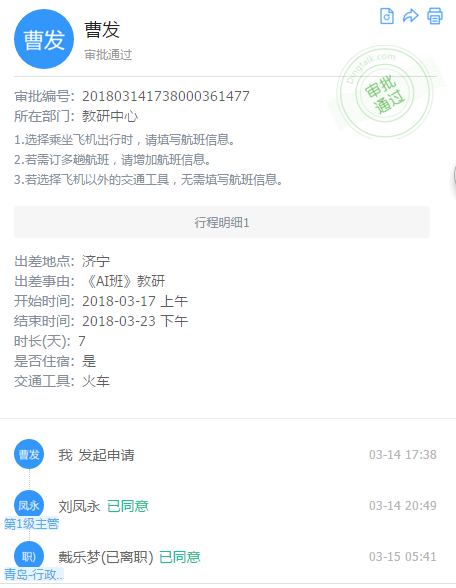 曹发
曹发
审批通过
Dingtalk.com
审批
通过
审批编号：201803141738000361477
所在部门：教研中心
1.选择乘坐飞机出行时，请填写航班信息。
2.若需订多趟航班，请增加航班信息。
3.若选择飞机以外的交通工具，无需填写航班信息。
行程明细1
出差地点：济宁
出差事由：《AI班》教研
开始时间：2018-03-17 上午
结束时间：2018-03-23 下午
时长(天)：7
是否住宿：是
交通工具：火车
曹发 我 发起申请 03-14 17:38
凤永 刘凤永 已同意 03-14 20:49
第1级主管
职) 戴乐梦(已离职) 已同意 03-15 05:41
青岛-行政..